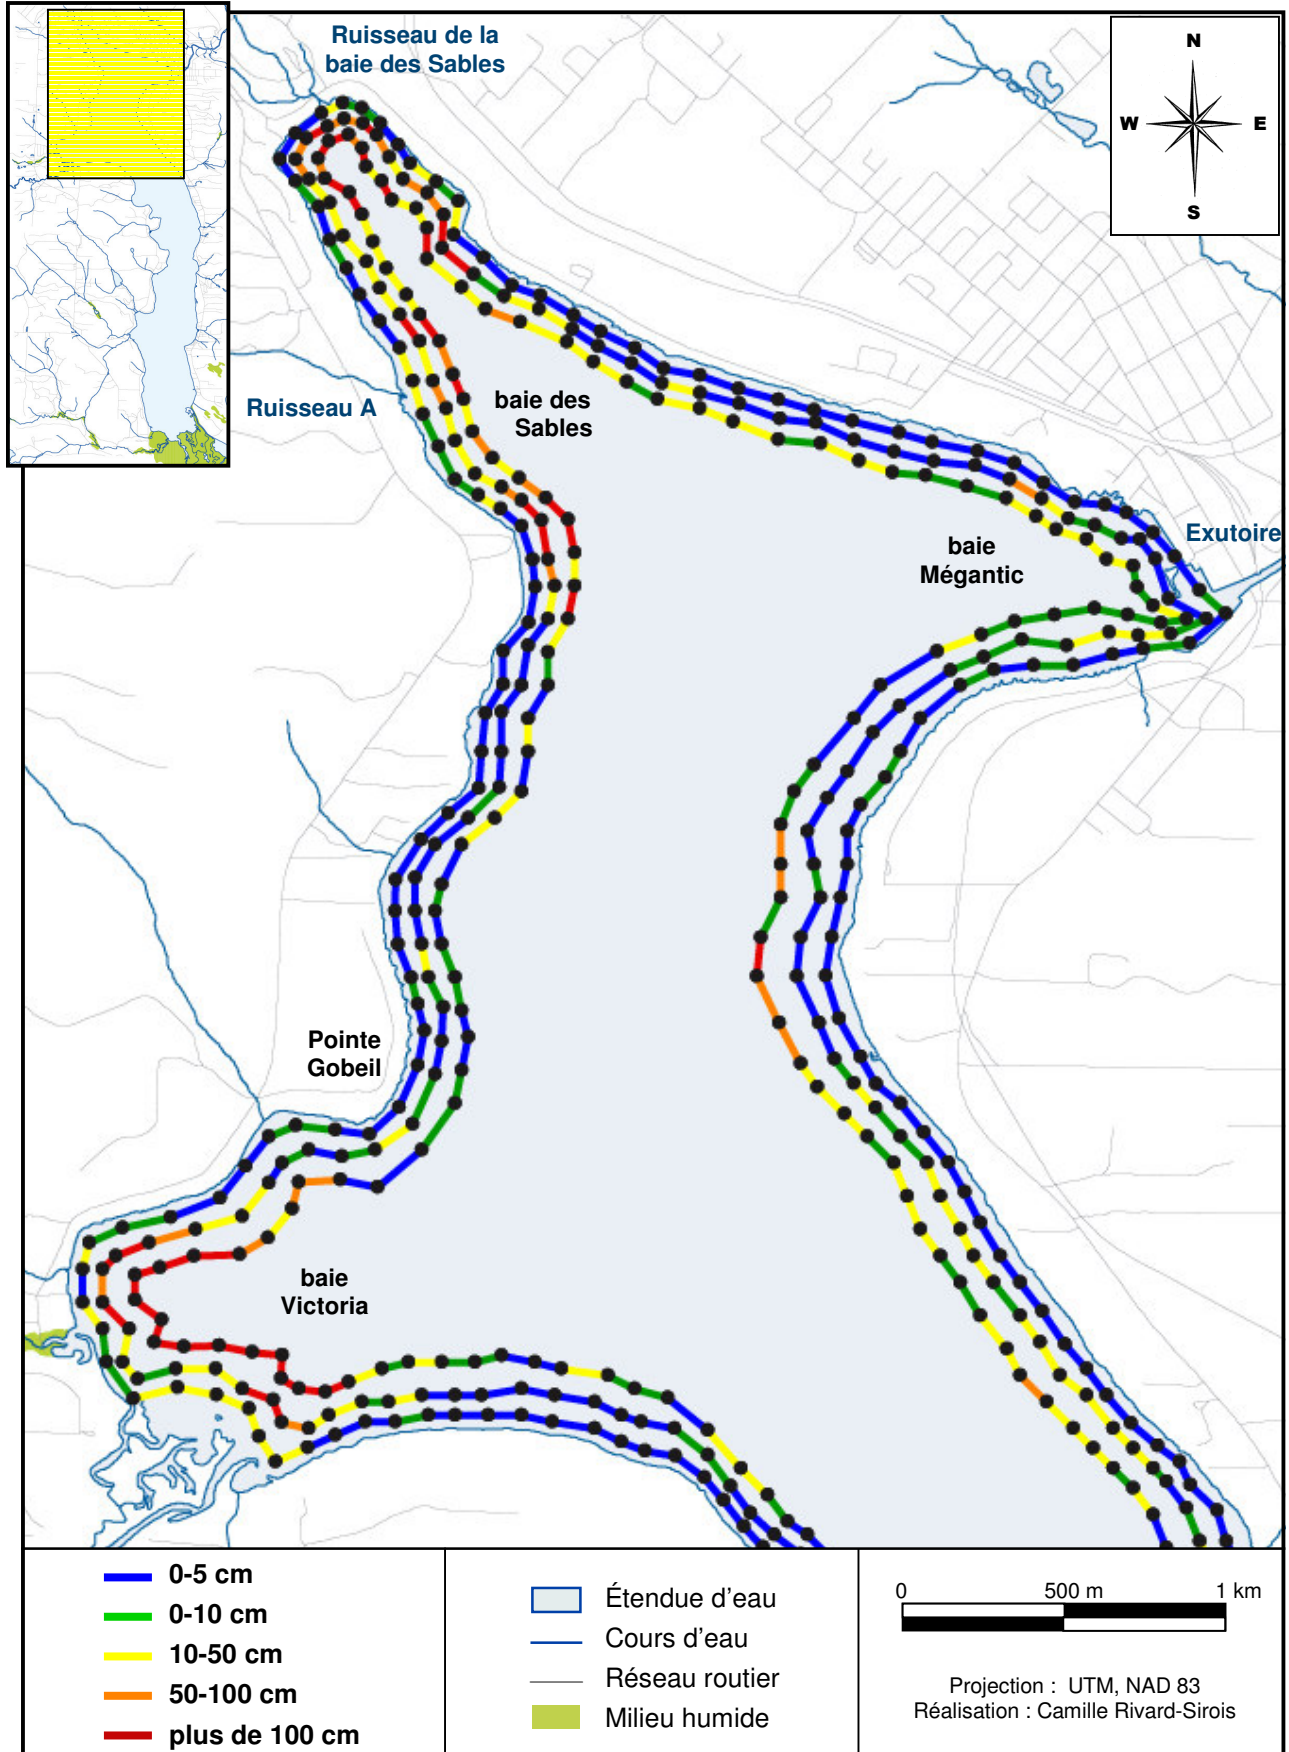 Ruisseau de la
baie des Sables
N
W
E
S
Ruisseau A
baie des
Sables
Exutoire
baie
Mégantic
Pointe
Gobeil
baie
Victoria
0-5 cm
0-10 cm
10-50 cm
50-100 cm
plus de 100 cm
Étendue d'eau
Cours d'eau
Réseau routier
Milieu humide
0 500 m 1 km
Projection : UTM, NAD 83
Réalisation : Camille Rivard-Sirois